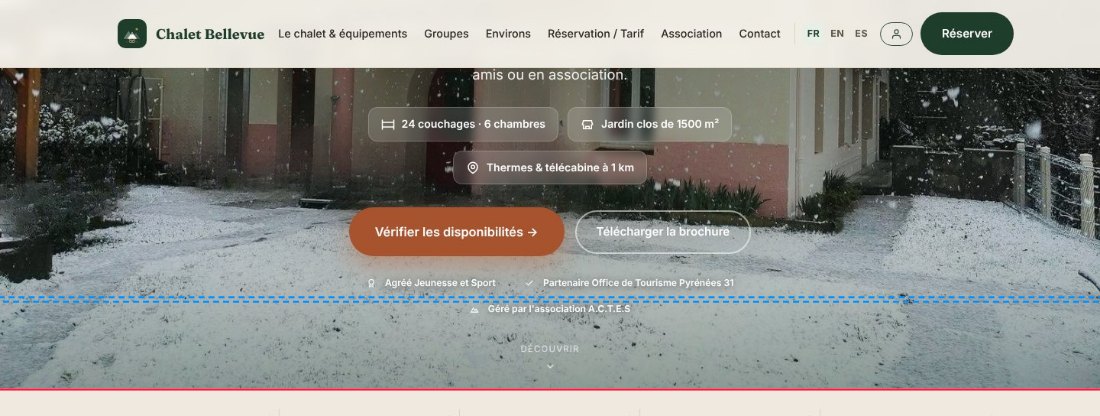 Chalet Bellevue Le chalet & équipements Groupes Environs Réservation / Tarif Association Contact FR EN ES Réserver
amis ou en association.
24 couchages · 6 chambres Jardin clos de 1500 m²
Thermes & télécabine à 1 km
Vérifier les disponibilités → Télécharger la brochure
Agréé Jeunesse et Sport Partenaire Office de Tourisme Pyrénées 31
Géré par l'association A.C.T.E.S
DÉCOUVRIR